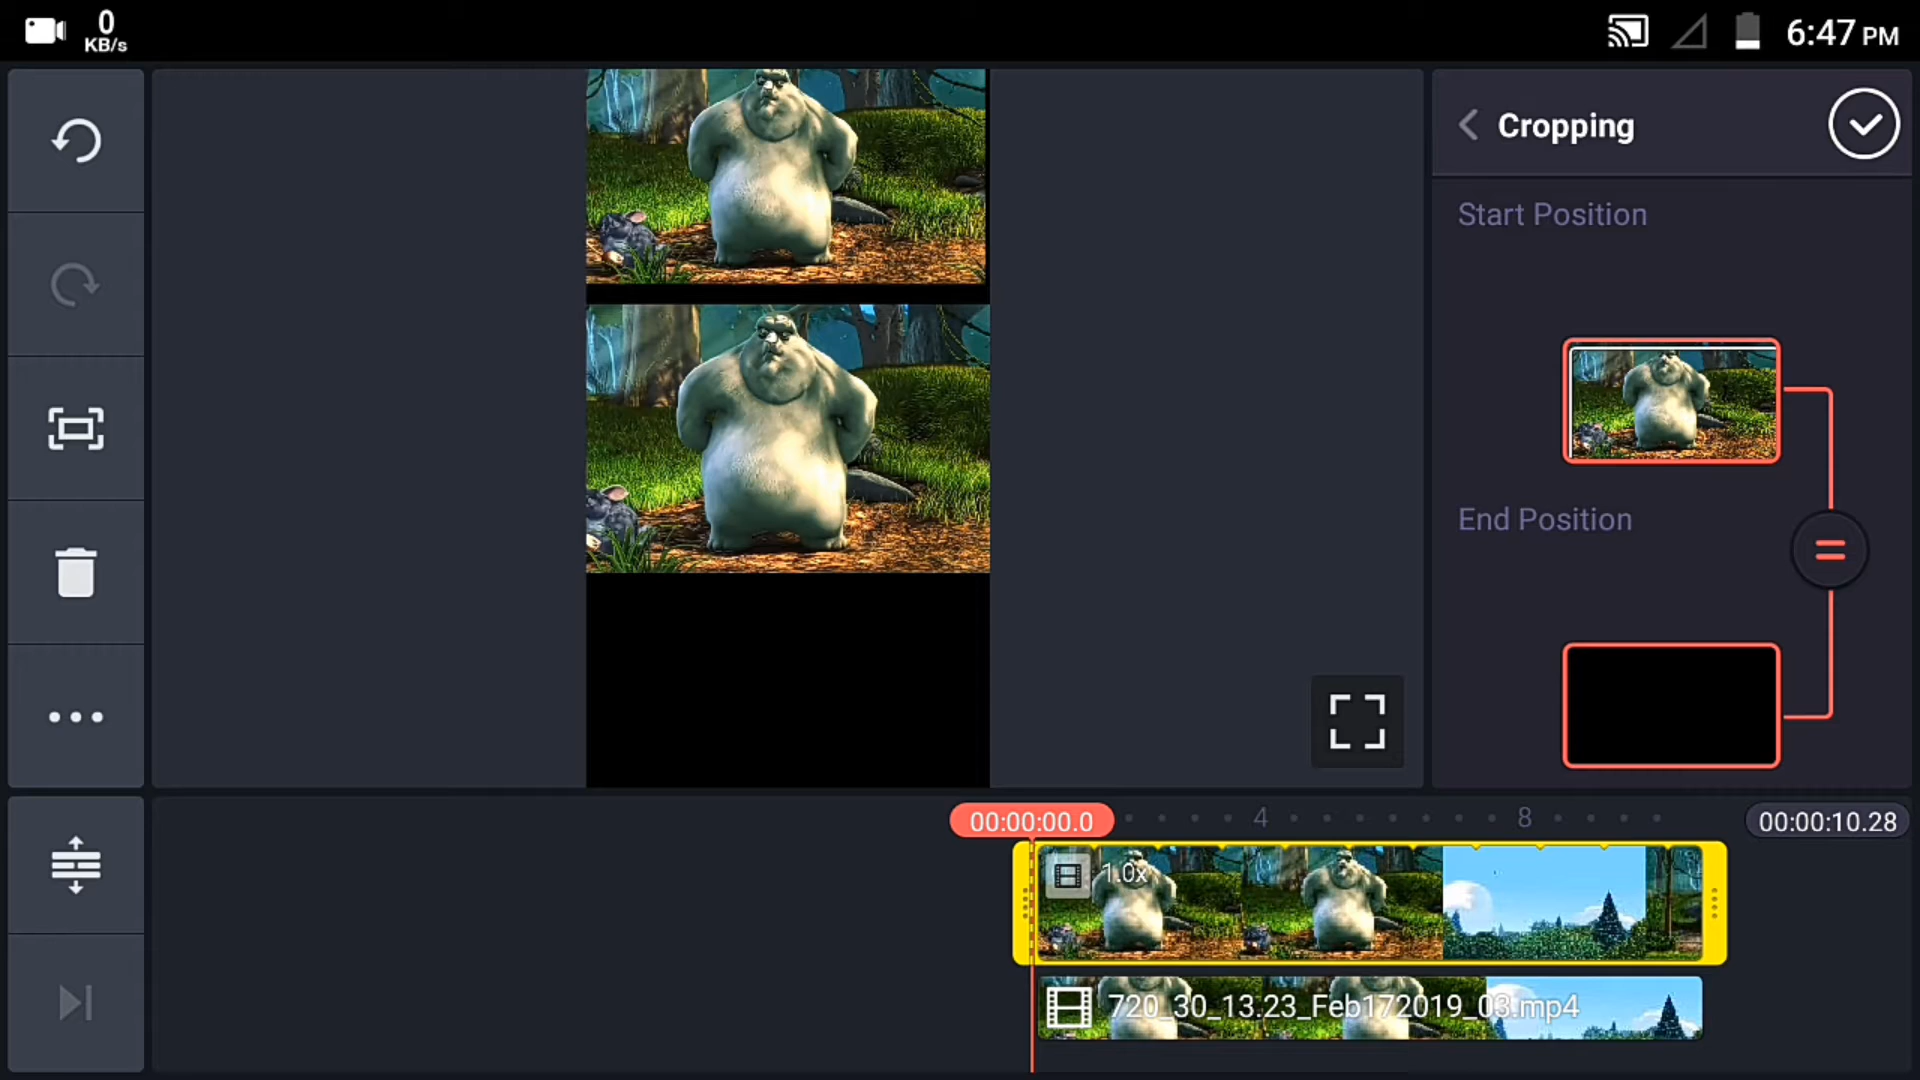 0
KB/s
6:47 PM
Cropping
Start Position
End Position
00:00:00.0
4
8
00:00:10.28
1.0x
720_30_13.23_Feb172019_03.mp4